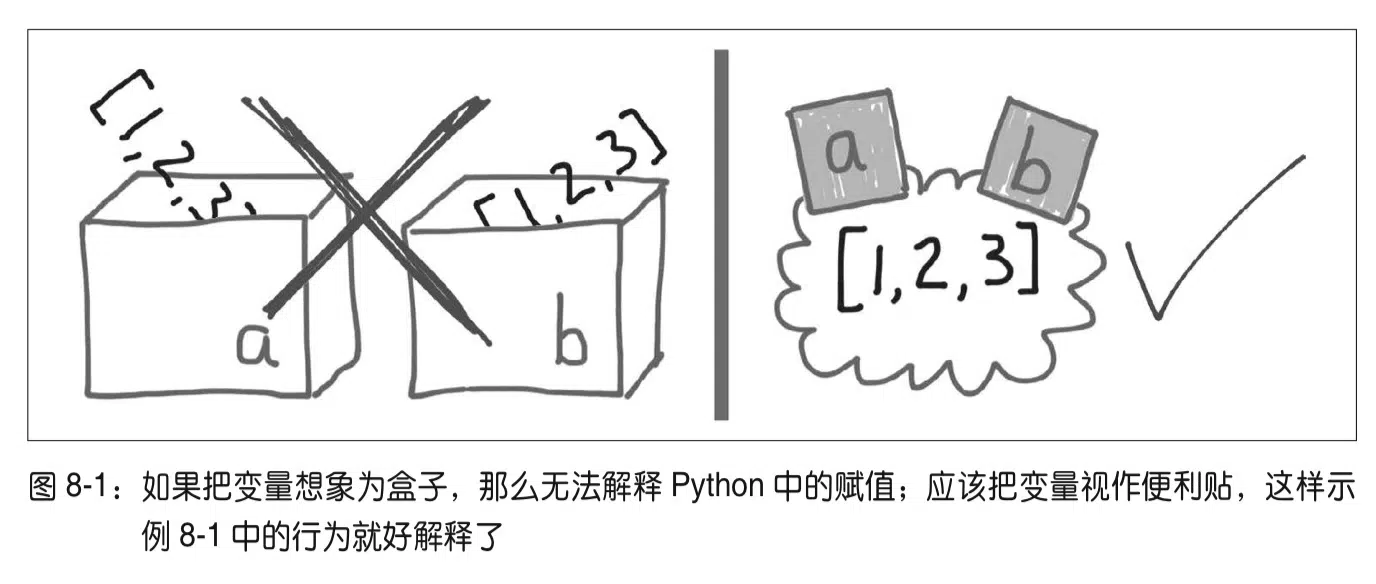 [1,2,3,
[1,2,3]
a
b
a
b
[1,2,3]
图 8-1：如果把变量想象为盒子，那么无法解释 Python 中的赋值；应该把变量视作便利贴，这样示
例 8-1 中的行为就好解释了